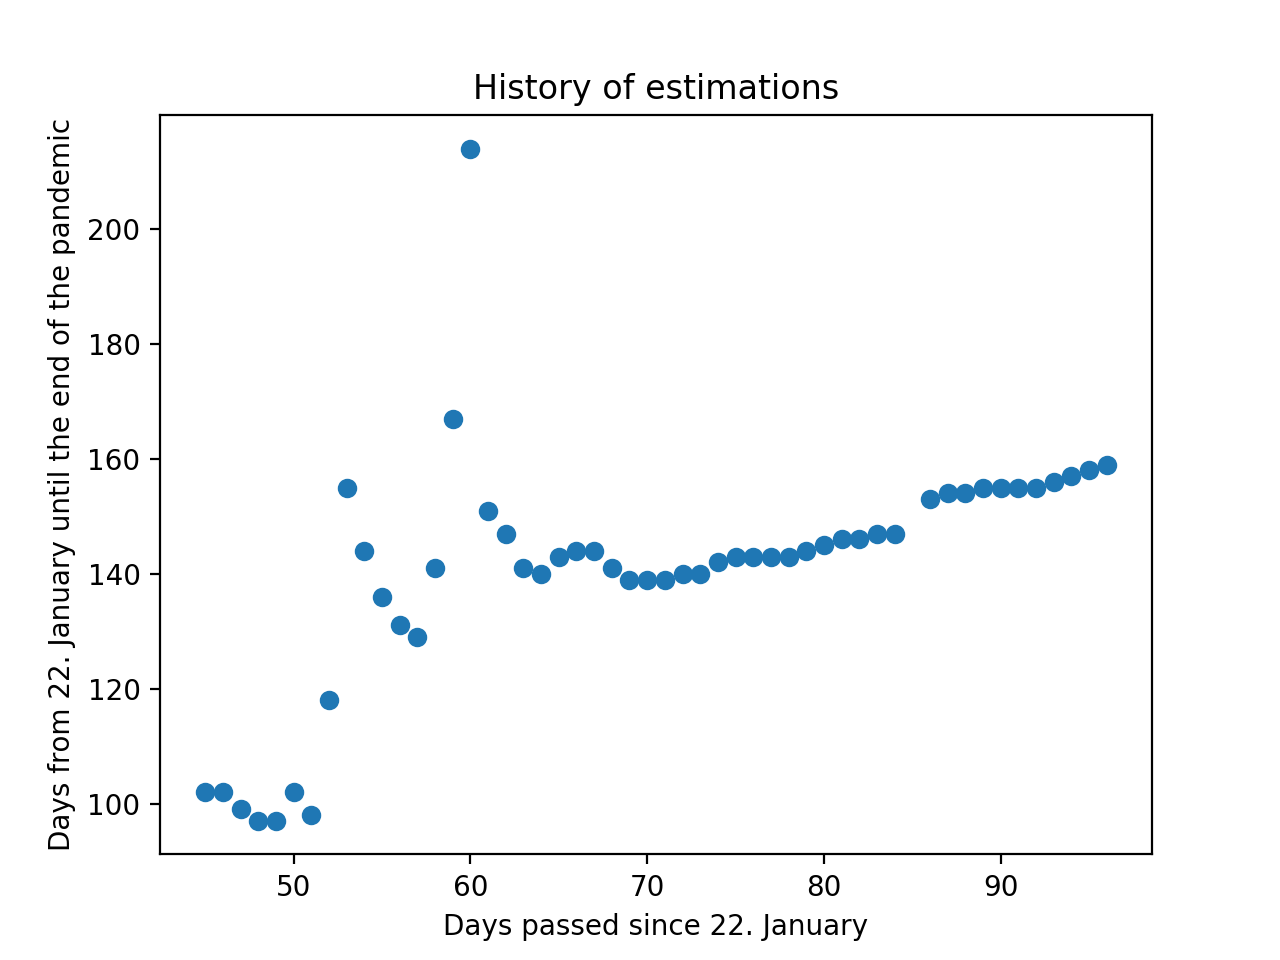 History of estimations
Days from 22. January until the end of the pandemic
200
180
160
140
120
100
50 60 70 80 90
Days passed since 22. January